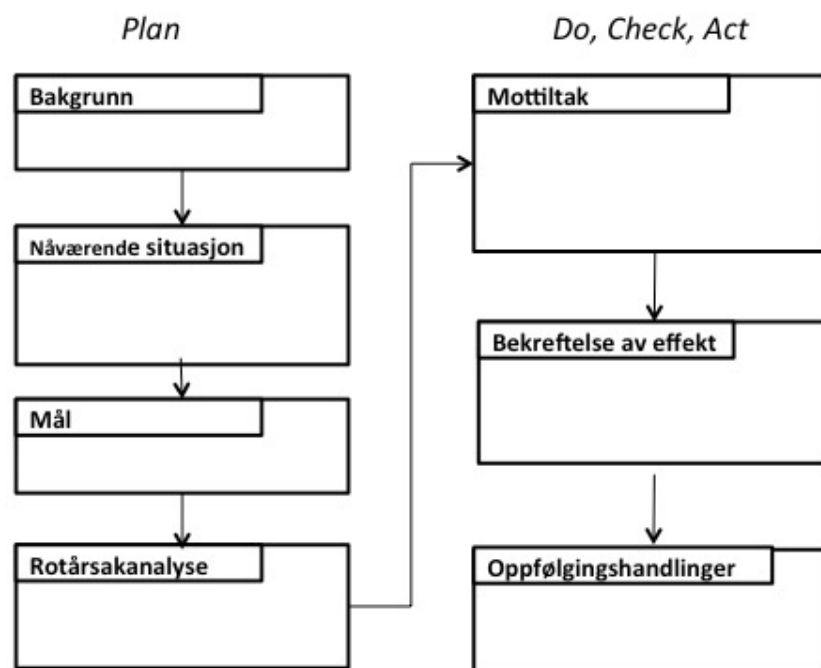 Plan
Bakgrunn
Nåværende situasjon
Mål
Rotårsakanalyse
Do, Check, Act
Mottiltak
Bekreftelse av effekt
Oppfølgingshandlinger